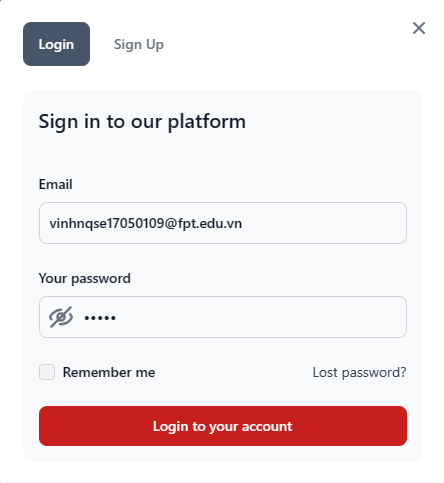 Login
Sign Up
Sign in to our platform
Email
vinhnqse17050109@fpt.edu.vn
Your password
•••••
Remember me
Lost password?
Login to your account